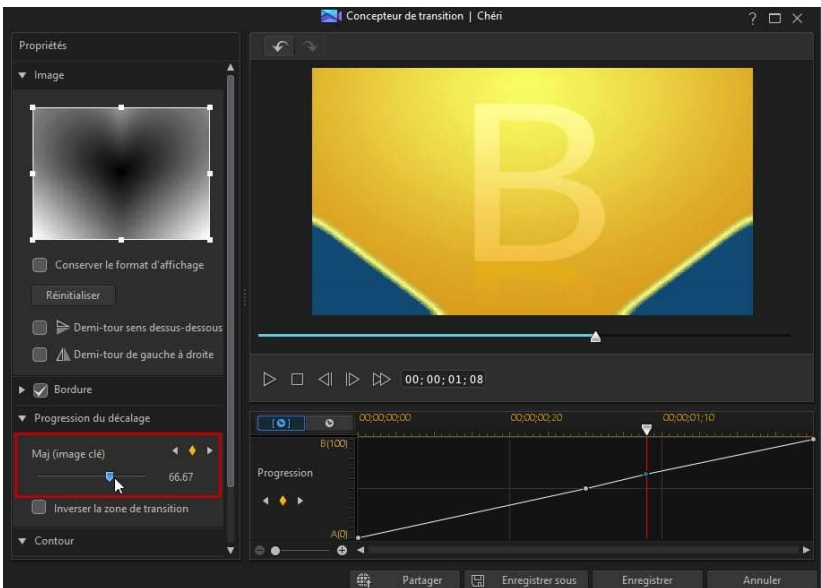 Concepteur de transition | Chéri
Propriétés
Image
Conserver le format d'affichage
Réinitialiser
Demi-tour sens dessus-dessous
Demi-tour de gauche à droite
Bordure
Progression du décalage
Maj (image clé)
66.67
Inverser la zone de transition
Contour
B
00; 00; 01; 08
00;00;00;00 00;00;00;20 00;00;01;10
B(100)
Progression
A(0)
Partager Enregistrer sous Enregistrer Annuler